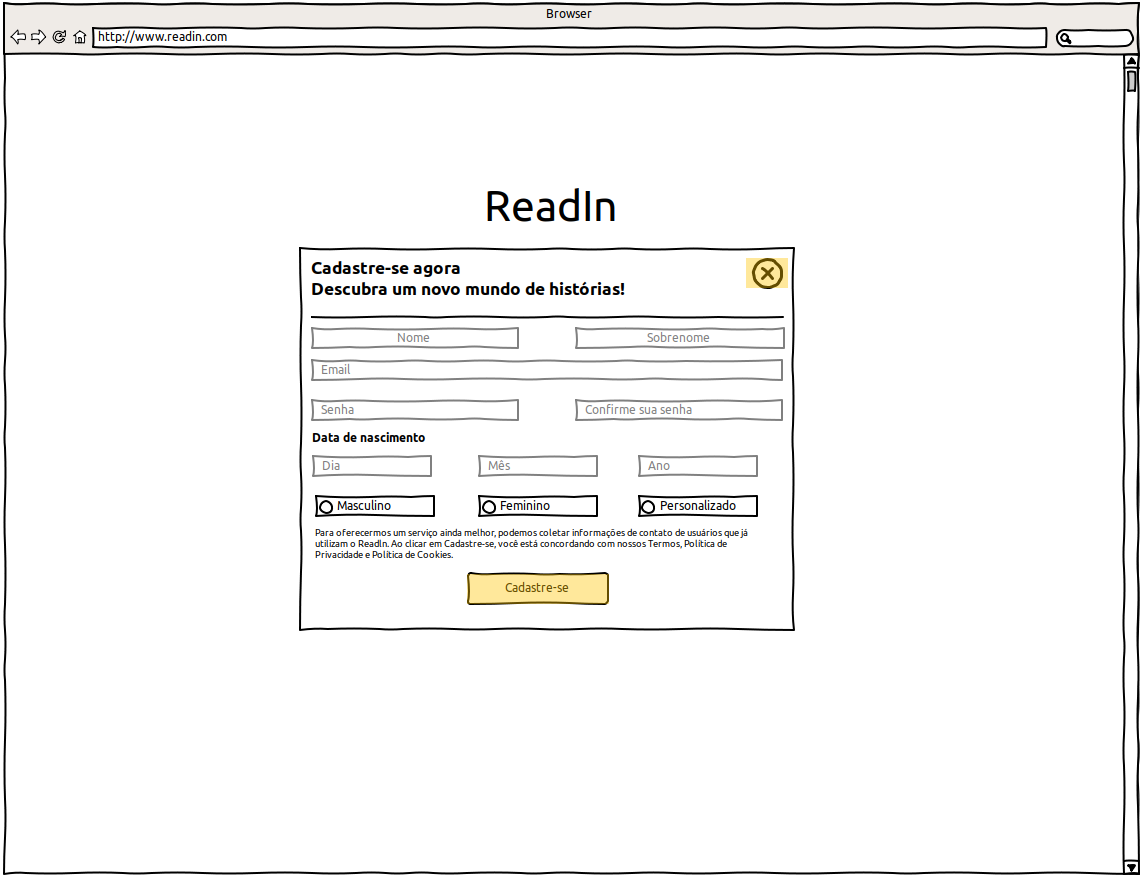 Browser
http://www.readin.com
ReadIn
Cadastre-se agora
Descubra um novo mundo de histórias!
Nome Sobrenome
Email
Senha Confirme sua senha
Data de nascimento
Dia Mês Ano
Masculino Feminino Personalizado
Para oferecermos um serviço ainda melhor, podemos coletar informações de contato de usuários que já
utilizam o ReadIn. Ao clicar em Cadastre-se, você está concordando com nossos Termos, Política de
Privacidade e Política de Cookies.
Cadastre-se